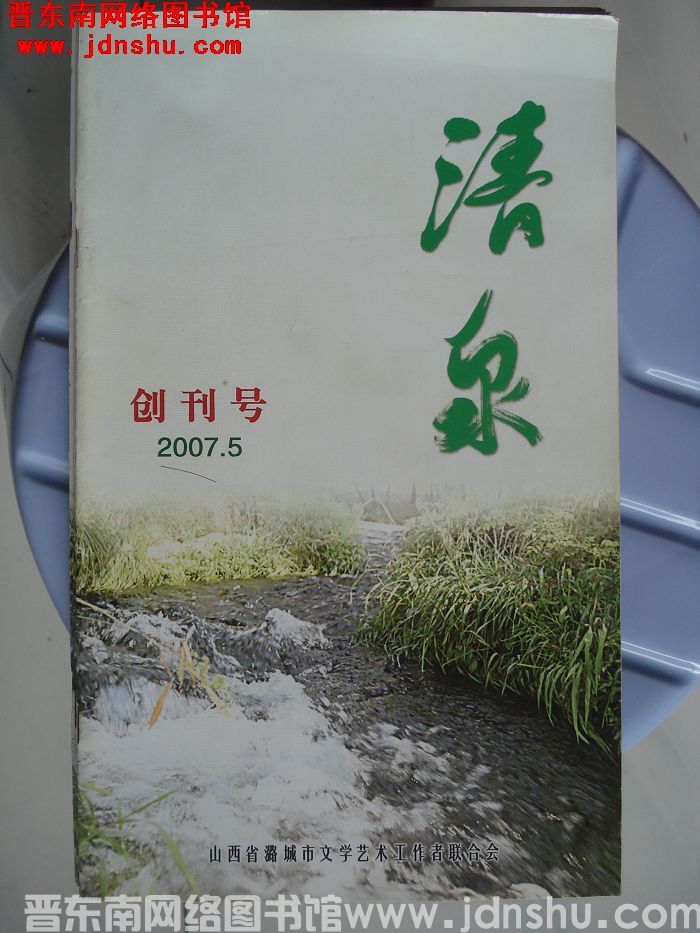 晋东南网络图书馆
www.jdnshu.com
清泉
创刊号
2007.5
山西省潞城市文学艺术工作者联合会
晋东南网络图书馆www.jdnshu.com